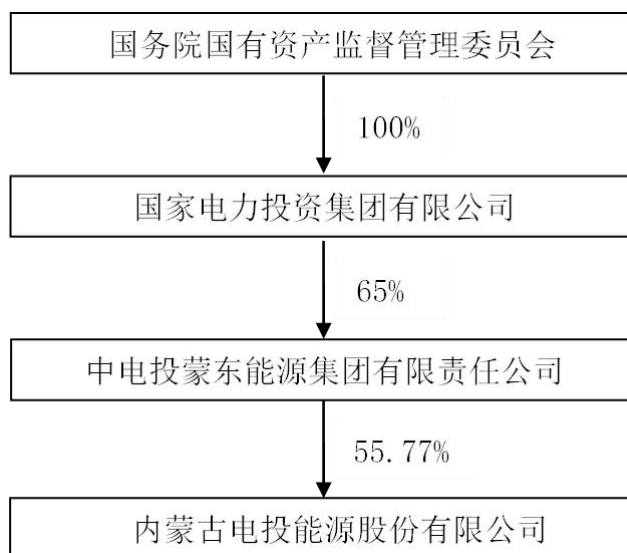 国务院国有资产监督管理委员会
100%
国家电力投资集团有限公司
65%
中电投蒙东能源集团有限责任公司
55.77%
内蒙古电投能源股份有限公司